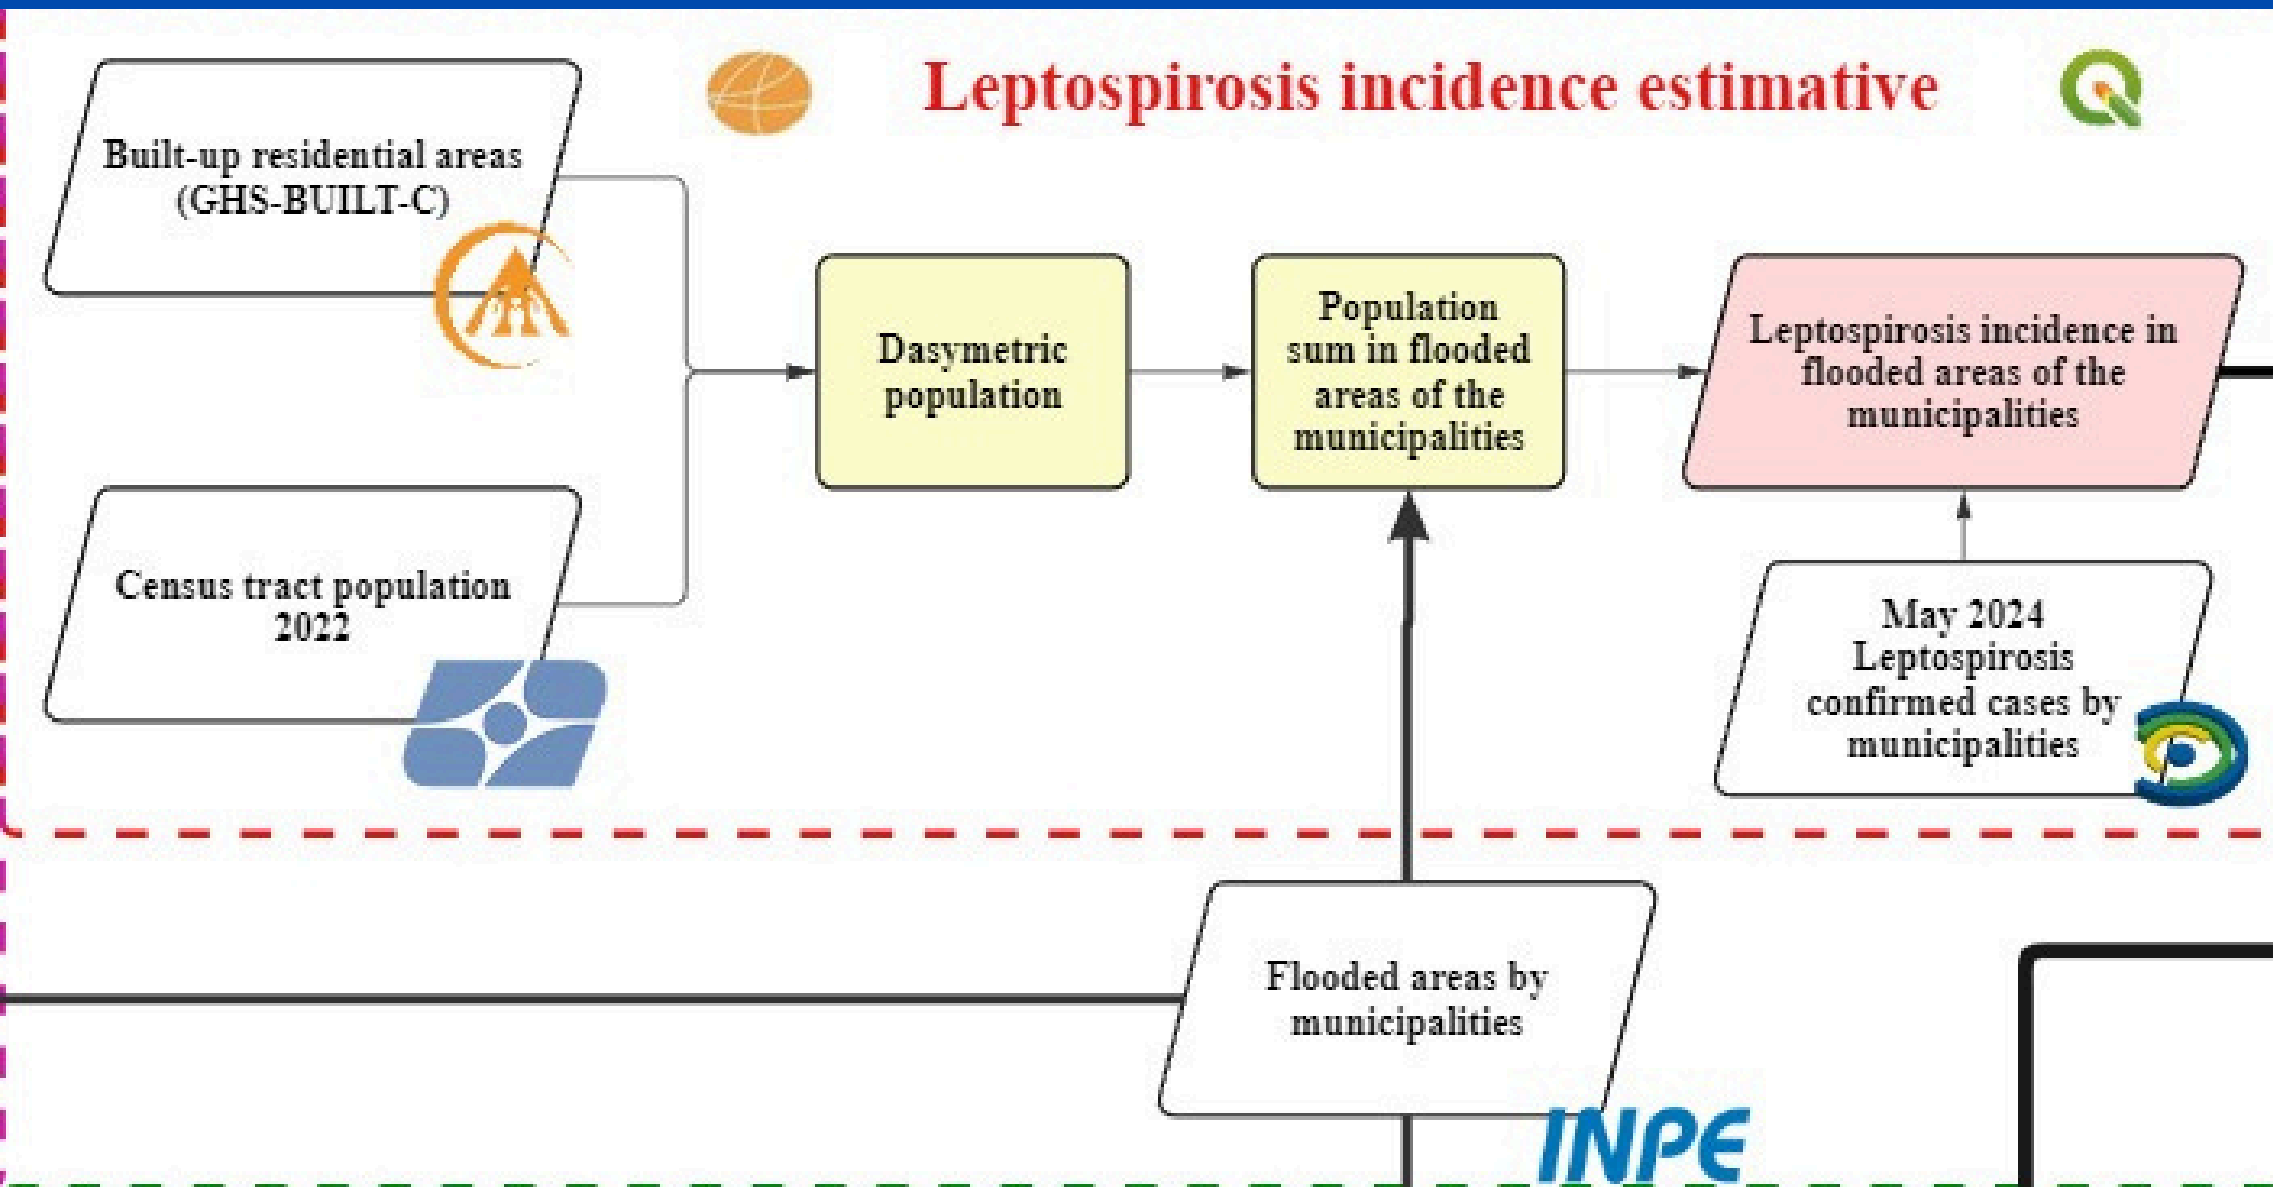 Leptospirosis incidence estimative
Built-up residential areas
(GHS-BUILT-C)
Census tract population
2022
Dasymetric
population
Population
sum in flooded
areas of the
municipalities
Leptospirosis incidence in
flooded areas of the
municipalities
May 2024
Leptospirosis
confirmed cases by
municipalities
Flooded areas by
municipalities
INPE